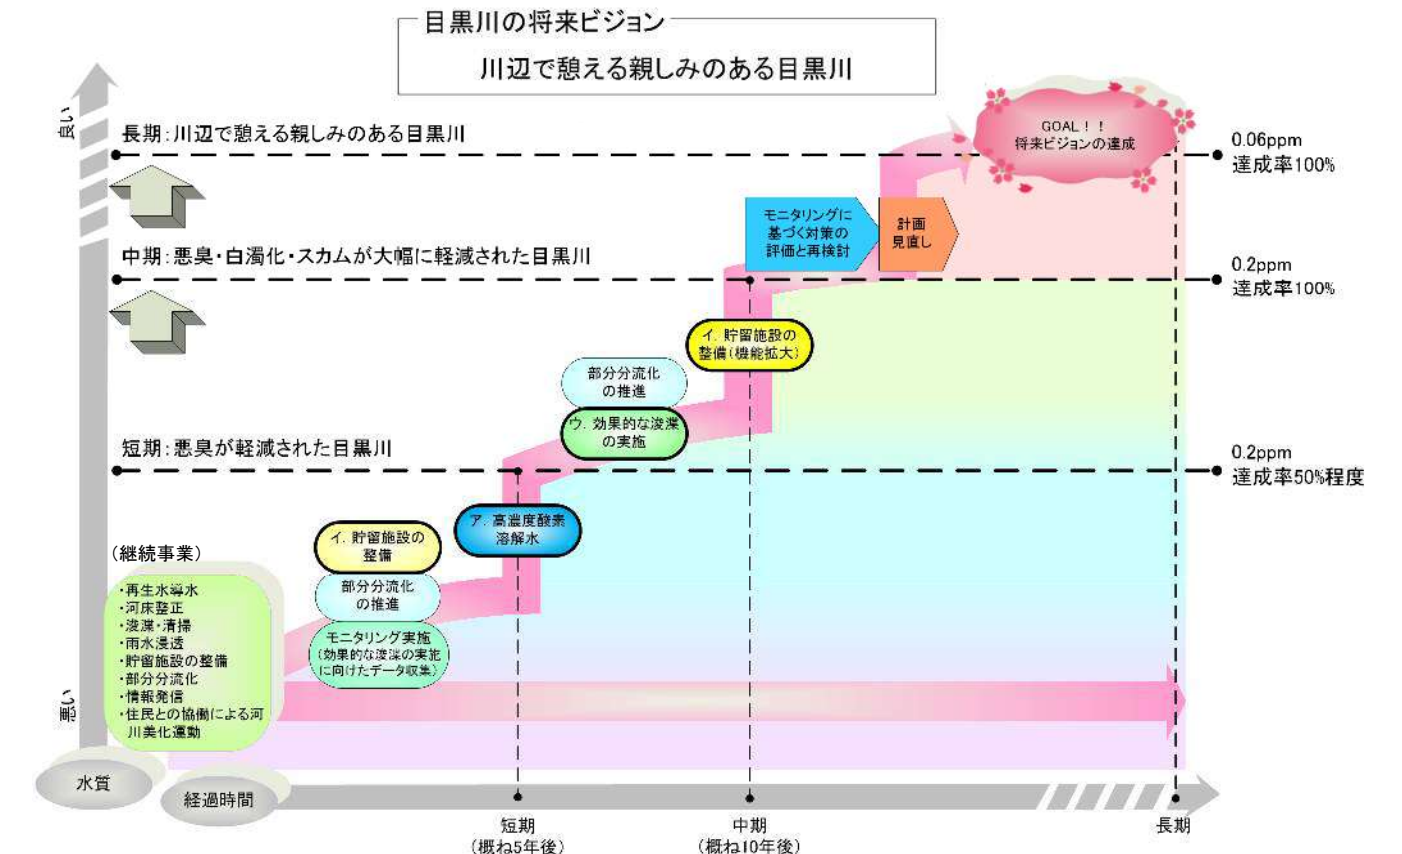 目黒川の将来ビジョン
川辺で憩える親しみのある目黒川
良い
長期:川辺で憩える親しみのある目黒川
GOAL!!
将来ビジョンの達成
0.06ppm
達成率100%
モニタリングに
基づく対策の
評価と再検討
計画
見直し
中期:悪臭・白濁化・スカムが大幅に軽減された目黒川
0.2ppm
達成率100%
イ. 貯留施設の
整備(機能拡大)
部分分流化
の推進
ウ. 効果的な浚渫
の実施
短期:悪臭が軽減された目黒川
0.2ppm
達成率50%程度
ア. 高濃度酸素
溶解水
イ. 貯留施設の
整備
部分分流化
の推進
モニタリング実施
(効果的な浚渫の実施
に向けたデータ収集)
(継続事業)
・再生水導水
・河床整正
・浚渫・清掃
・雨水浸透
・貯留施設の整備
・部分分流化
・情報発信
・住民との協働による河
川美化運動
悪い
水質
経過時間
短期
(概ね5年後)
中期
(概ね10年後)
長期